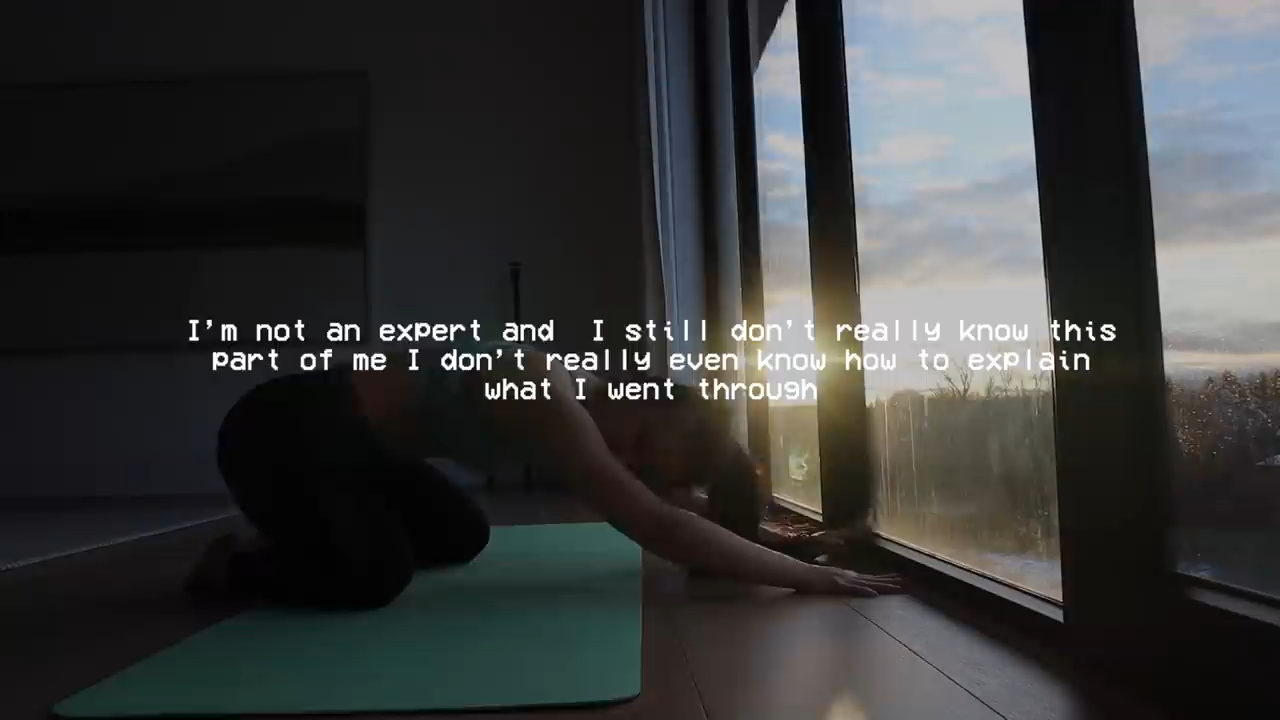 I'm not an expert and  I still don't really know this
part of me I don't really even know how to explain
what I went through